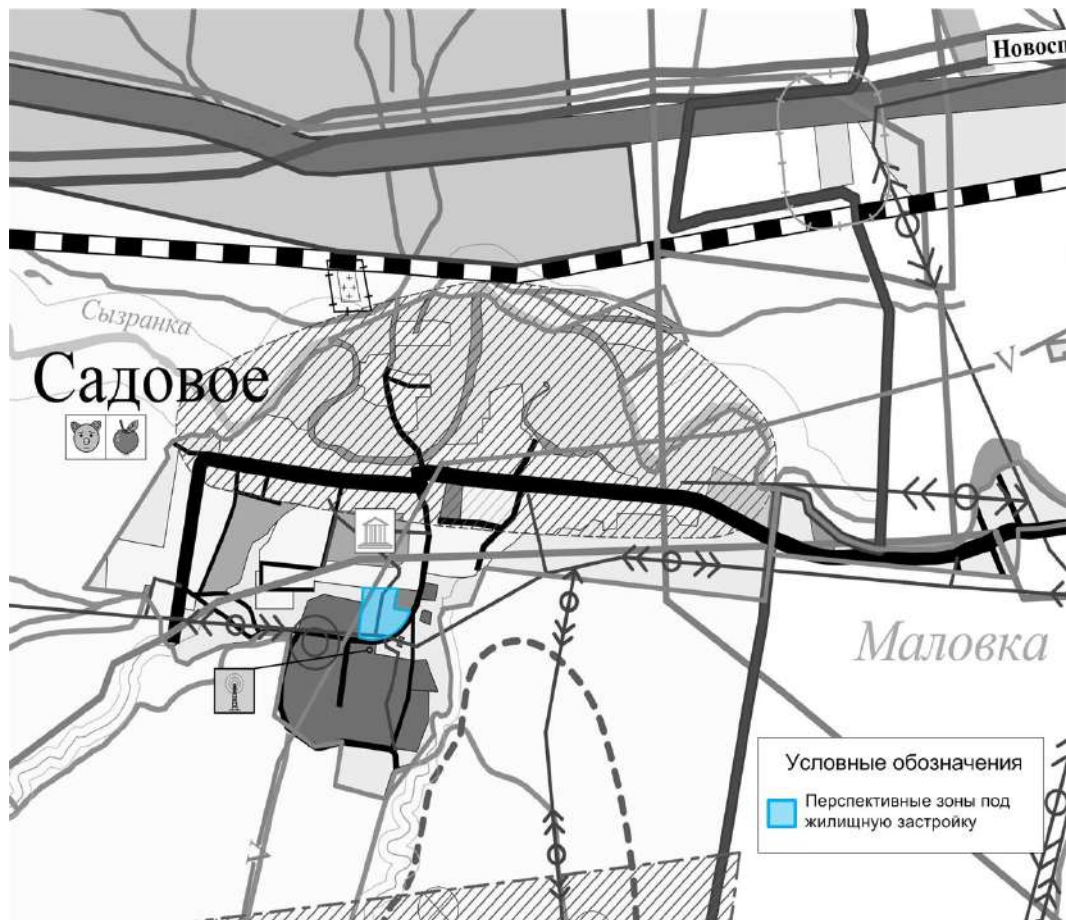 Новосп
Сызранка
Садовое
V
Маловка
Условные обозначения
Перспективные зоны под
жилищную застройку
V